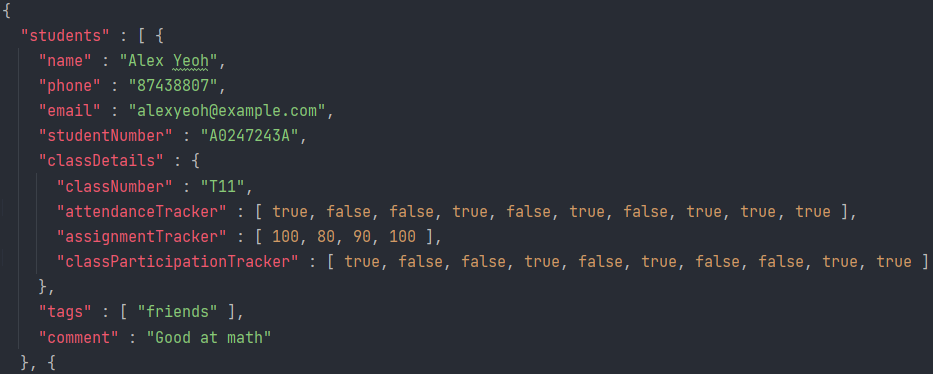 {
"students" : [ {
"name" : "Alex Yeoh",
"phone" : "87438807",
"email" : "alexyeoh@example.com",
"studentNumber" : "A0247243A",
"classDetails" : {
"classNumber" : "T11",
"attendanceTracker" : [ true, false, false, true, false, true, false, true, true, true ],
"assignmentTracker" : [ 100, 80, 90, 100 ],
"classParticipationTracker" : [ true, false, false, true, false, true, false, false, true, true ]
},
"tags" : [ "friends" ],
"comment" : "Good at math"
}, {